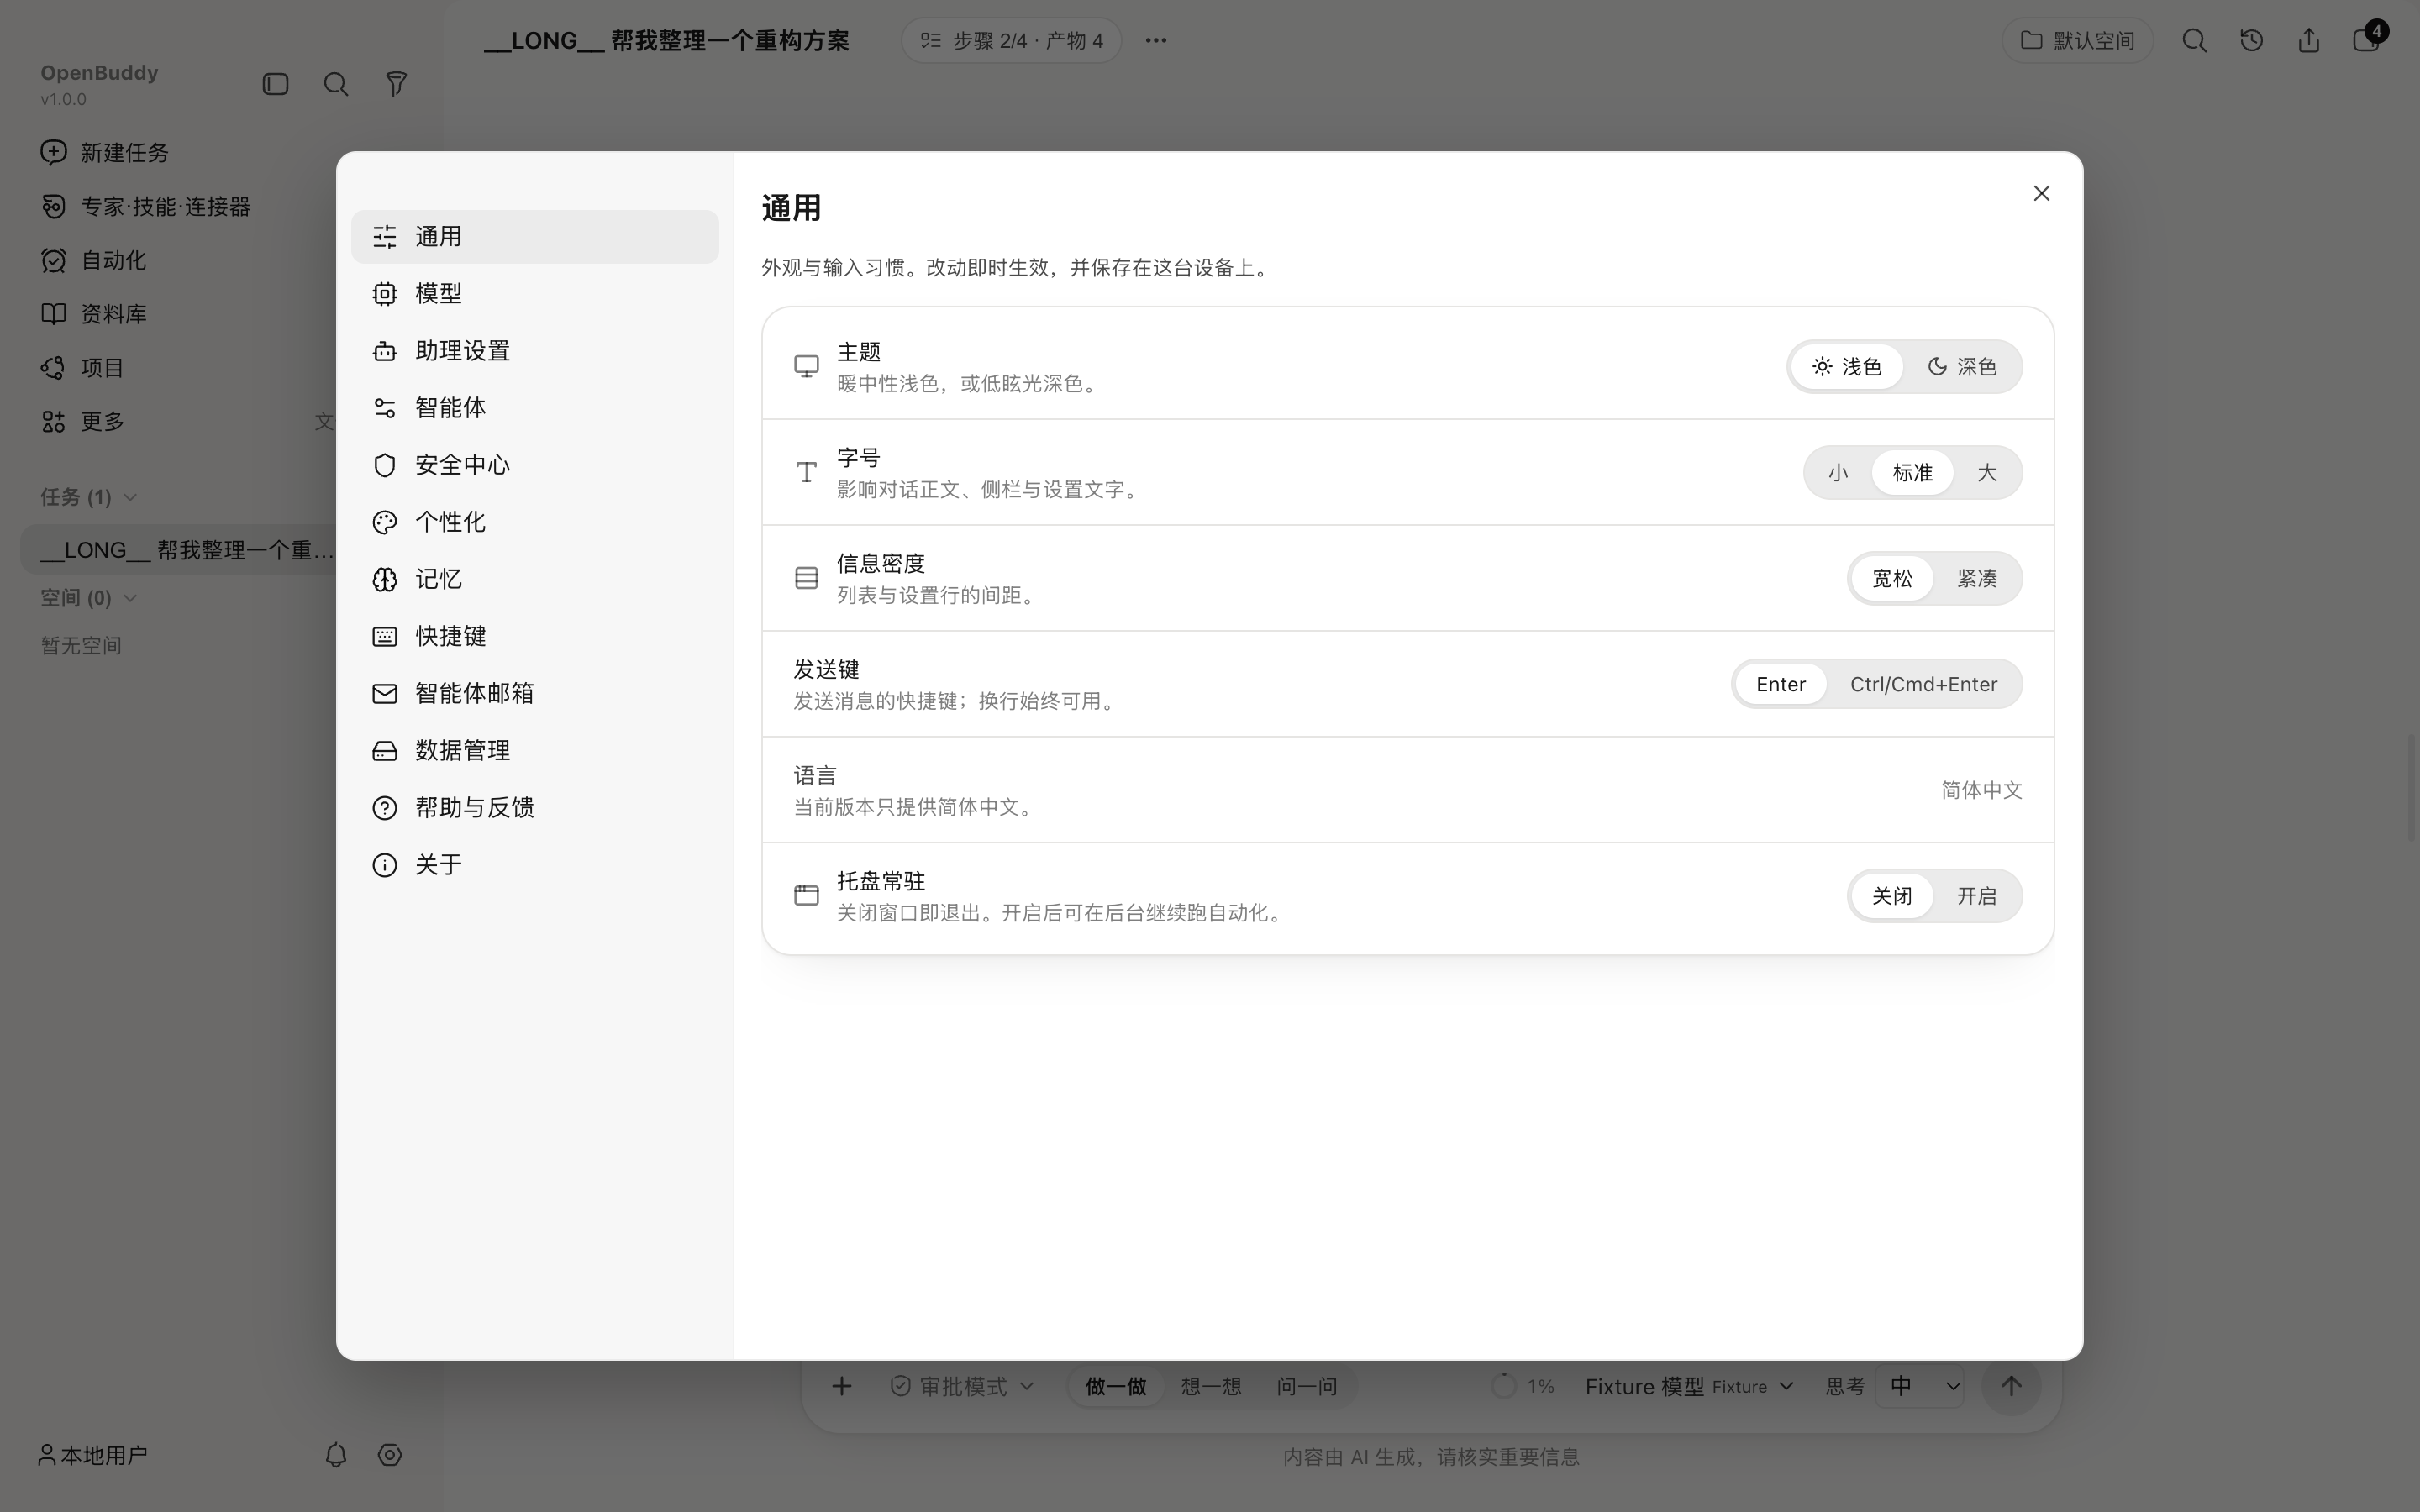 __LONG__ 帮我整理一个重构方案
步骤 2/4 · 产物 4
默认空间
4
OpenBuddy
v1.0.0
新建任务
专家·技能·连接器
自动化
资料库
项目
更多
文
任务 (1)
__LONG__ 帮我整理一个重...
空间 (0)
暂无空间
本地用户
通用
模型
助理设置
智能体
安全中心
个性化
记忆
快捷键
智能体邮箱
数据管理
帮助与反馈
关于
通用
外观与输入习惯。改动即时生效，并保存在这台设备上。
主题
暖中性浅色，或低眩光深色。
浅色 深色
字号
影响对话正文、侧栏与设置文字。
小 标准 大
信息密度
列表与设置行的间距。
宽松 紧凑
发送键
发送消息的快捷键；换行始终可用。
Enter Ctrl/Cmd+Enter
语言
当前版本只提供简体中文。
简体中文
托盘常驻
关闭窗口即退出。开启后可在后台继续跑自动化。
关闭 开启
审批模式 做一做 想一想 问一问 1% Fixture 模型 Fixture 思考 中
内容由 AI 生成，请核实重要信息